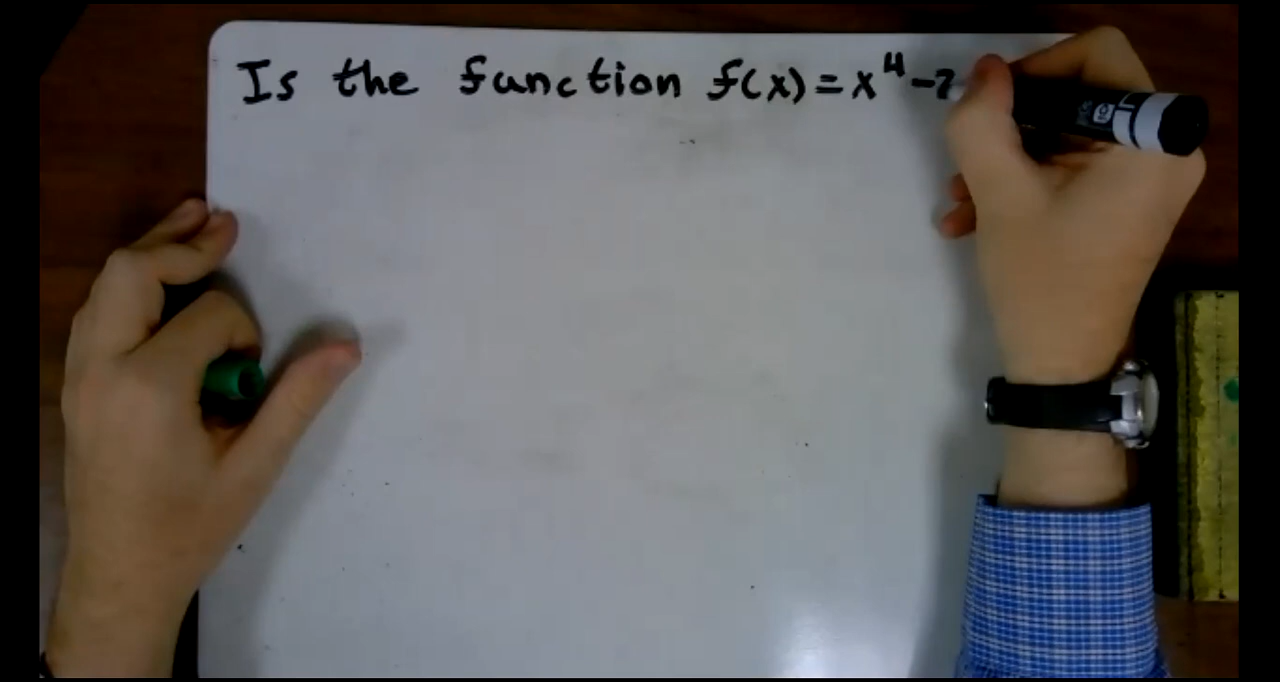 Is the function f(x)=x⁴-